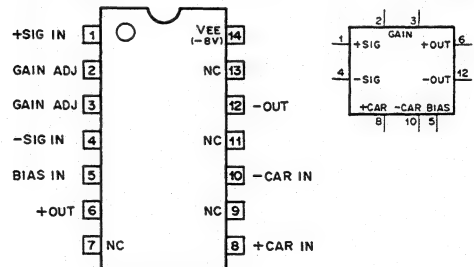 +SIG IN 1
GAIN ADJ 2
GAIN ADJ 3
-SIG IN 4
BIAS IN 5
+OUT 6
7 NC
VEE 14
(-8V)
NC 13
12 -OUT
NC 11
10 -CAR IN
NC 9
8 +CAR IN
2 3
GAIN
1 +SIG +OUT 6
4 -SIG -OUT 12
+CAR -CAR BIAS
8 10 5